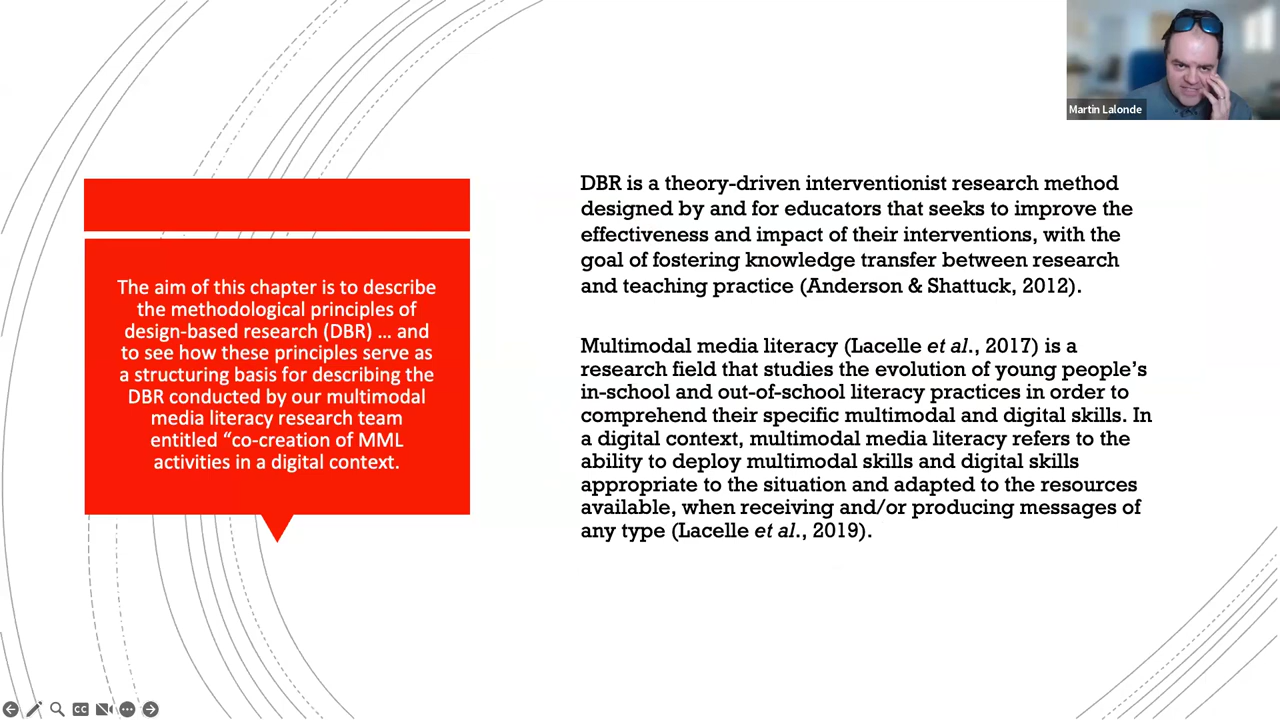 Martin Lalonde
The aim of this chapter is to describe
the methodological principles of
design-based research (DBR) … and
to see how these principles serve as
a structuring basis for describing the
DBR conducted by our multimodal
media literacy research team
entitled “co-creation of MML
activities in a digital context.
DBR is a theory-driven interventionist research method
designed by and for educators that seeks to improve the
effectiveness and impact of their interventions, with the
goal of fostering knowledge transfer between research
and teaching practice (Anderson & Shattuck, 2012).
Multimodal media literacy (Lacelle et al., 2017) is a
research field that studies the evolution of young people’s
in-school and out-of-school literacy practices in order to
comprehend their specific multimodal and digital skills. In
a digital context, multimodal media literacy refers to the
ability to deploy multimodal skills and digital skills
appropriate to the situation and adapted to the resources
available, when receiving and/or producing messages of
any type (Lacelle et al., 2019).
CC